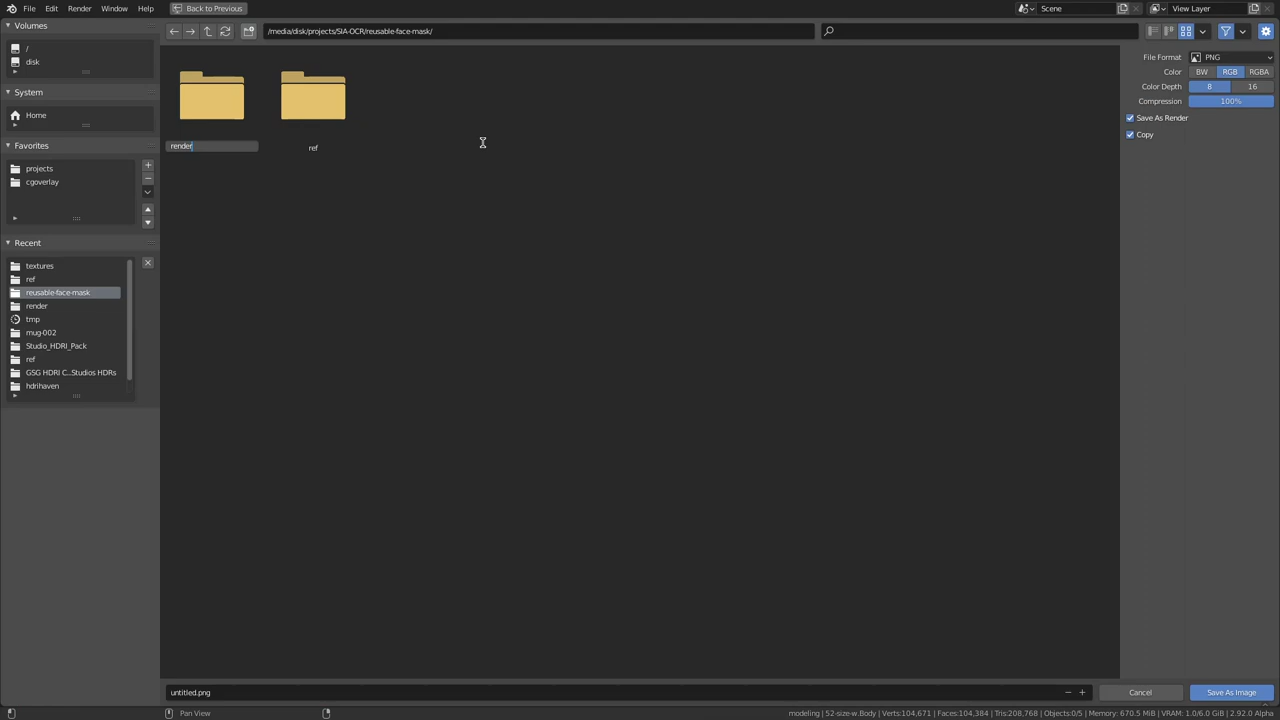 File Edit Render Window Help Back to Previous Scene View Layer
Volumes
/
disk
System
Home
Favorites
projects
cgoverlay
Recent
textures
ref
reusable-face-mask
render
tmp
mug-002
Studio_HDRI_Pack
ref
GSG HDRI C...Studios HDRs
hdrihaven
/media/disk/projects/SIA-OCR/reusable-face-mask/
render
ref
File Format PNG
Color BW RGB RGBA
Color Depth 8 16
Compression 100%
Save As Render
Copy
untitled.png
Cancel Save As Image
Pan View
modeling | 52-size-w.Body | Verts:104,671 | Faces:104,384 | Tris:208,768 | Objects:0/5 | Memory: 670.5 MiB | VRAM: 1.0/6.0 GiB | 2.92.0 Alpha